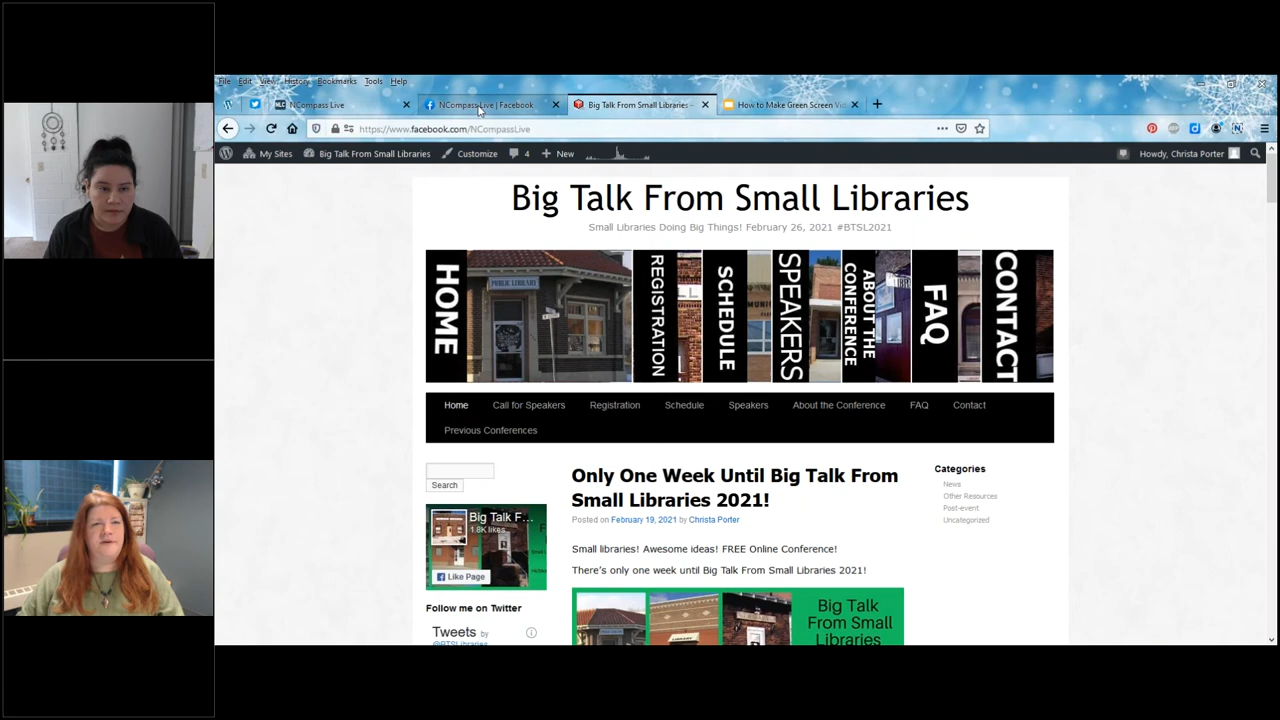 File Edit View History Bookmarks Tools Help
NLC NCompass Live
NCompass Live | Facebook
Big Talk From Small Libraries –
How to Make Green Screen Vid
https://www.facebook.com/NCompassLive
My Sites Big Talk From Small Libraries Customize 4 New
Howdy, Christa Porter
Big Talk From Small Libraries
Small Libraries Doing Big Things! February 26, 2021 #BTSL2021
HOME
PUBLIC LIBRARY
REGISTRATION
SCHEDULE
SPEAKERS
ABOUT THE
CONFERENCE
FAQ
CONTACT
Home Call for Speakers Registration Schedule Speakers About the Conference FAQ Contact
Previous Conferences
Search
Big Talk F...
1.8K likes
Like Page
Follow me on Twitter
Tweets by
@BTSLibraries
Only One Week Until Big Talk From
Small Libraries 2021!
Posted on February 19, 2021 by Christa Porter
Small libraries! Awesome ideas! FREE Online Conference!
There's only one week until Big Talk From Small Libraries 2021!
Big Talk
From Small
Libraries
Categories
News
Other Resources
Post-event
Uncategorized